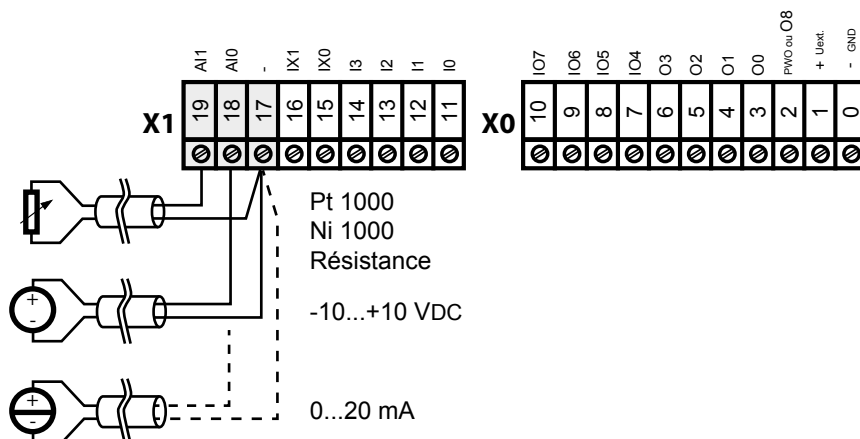 AI1 AI0 - IX1 IX0 I3 I2 I1 I0
X1 19 18 17 16 15 14 13 12 11
IO7 IO6 IO5 IO4 O3 O2 O1 O0 PWO ou O8 + Uext. - GND
X0 10 9 8 7 6 5 4 3 2 1 0
Pt 1000
Ni 1000
Résistance
+
-
-10...+10 VDC
+
-
0...20 mA